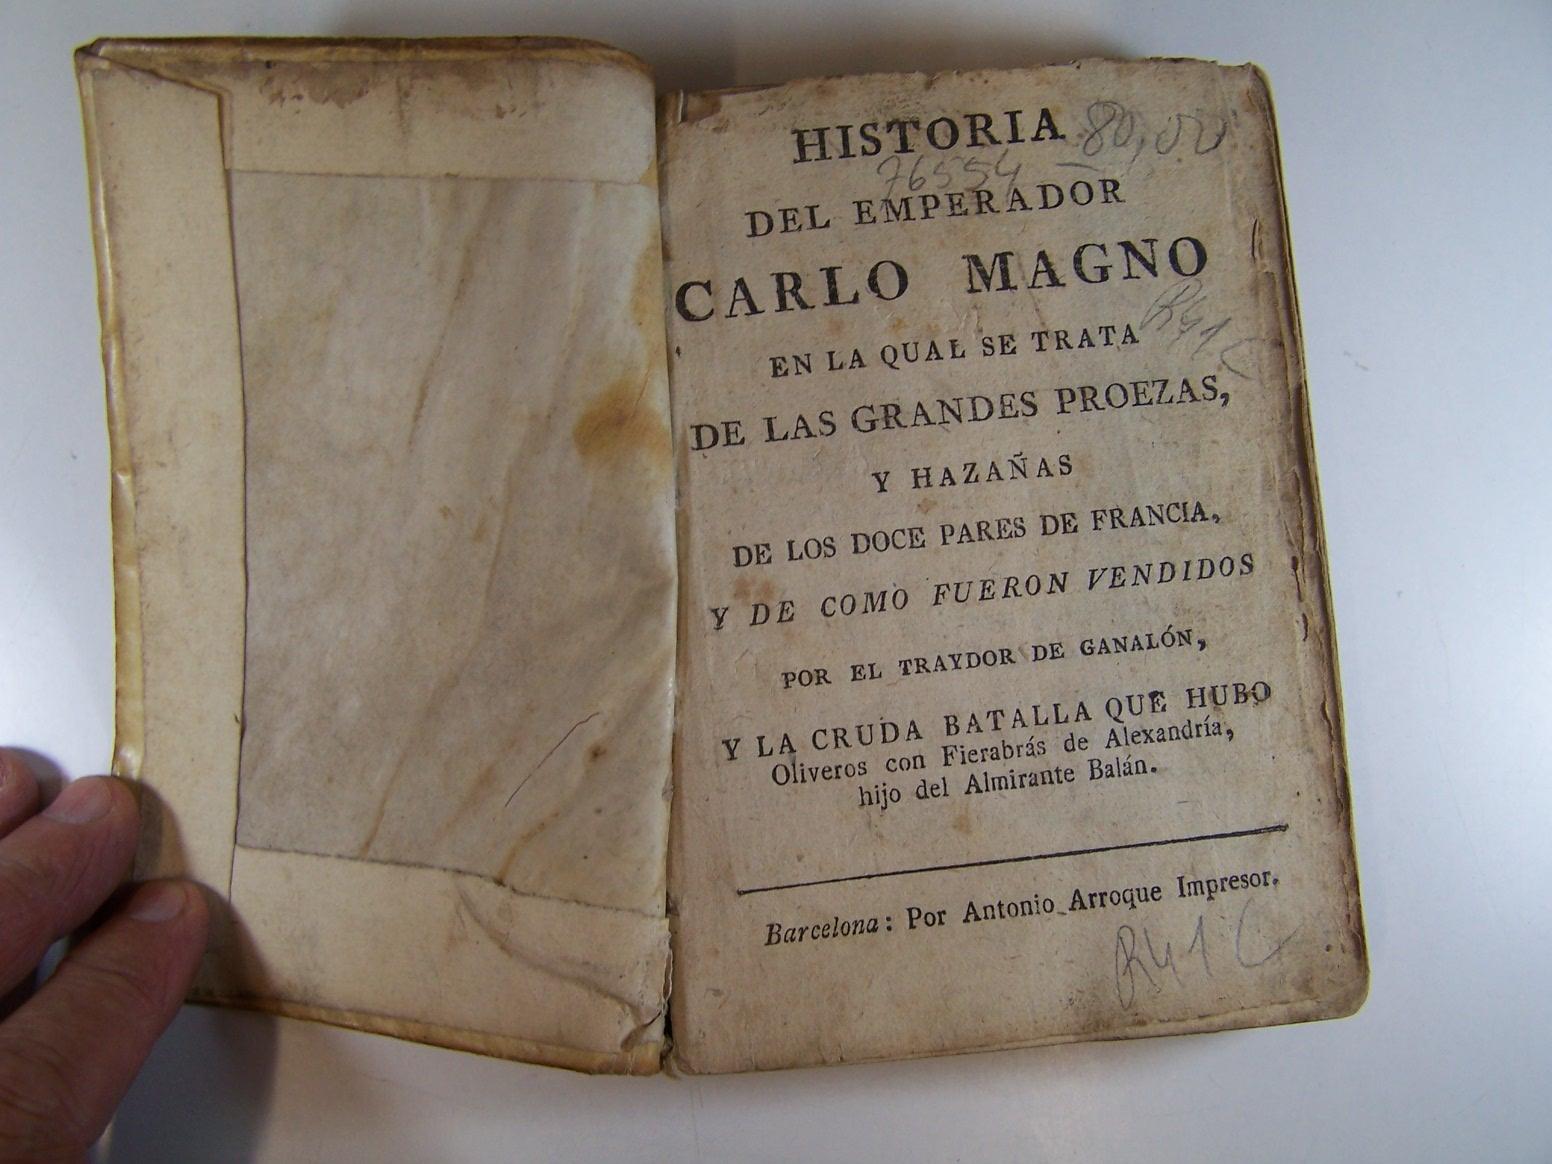 HISTORIA
80,00
76554
DEL EMPERADOR
CARLO MAGNO
EN LA QUAL SE TRATA
DE LAS GRANDES PROEZAS,
Y HAZAÑAS
DE LOS DOCE PARES DE FRANCIA,
Y DE COMO FUERON VENDIDOS
POR EL TRAYDOR DE GANALÓN,
Y LA CRUDA BATALLA QUE HUBO
Oliveros con Fierabrás de Alexandría,
hijo del Almirante Balán.
Barcelona: Por Antonio Arroque Impresor.